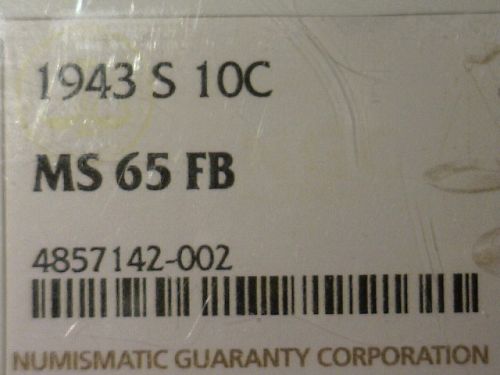 1943 S 10C
MS 65 FB
4857142-002
NUMISMATIC GUARANTY CORPORATION